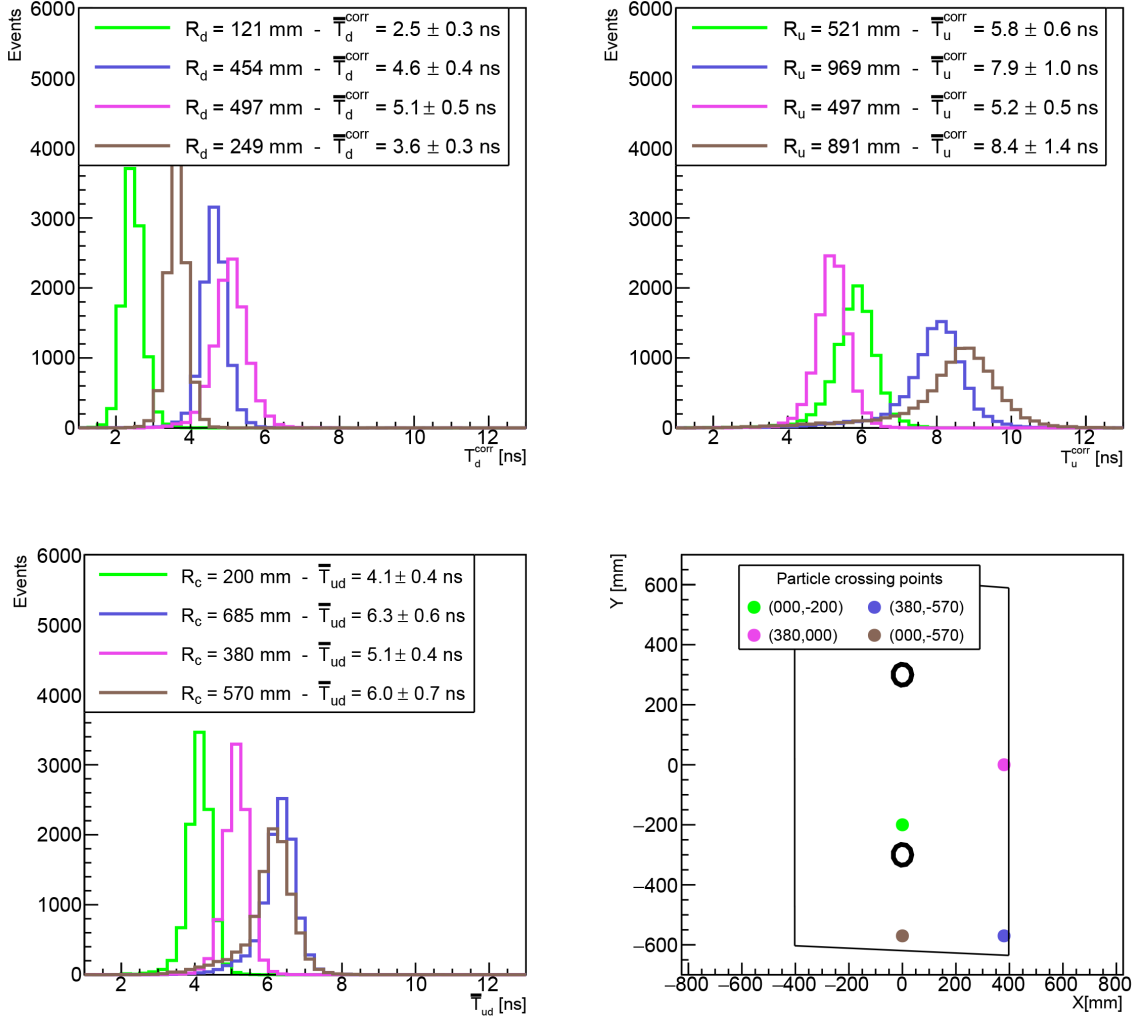 Events
6000
5000
4000
3000
2000
1000
0
R_d = 121 mm - T̿_d^corr = 2.5 ± 0.3 ns
R_d = 454 mm - T̿_d^corr = 4.6 ± 0.4 ns
R_d = 497 mm - T̿_d^corr = 5.1 ± 0.5 ns
R_d = 249 mm - T̿_d^corr = 3.6 ± 0.3 ns
2 4 6 8 10 12
T_d^corr [ns]
Events
6000
5000
4000
3000
2000
1000
0
R_u = 521 mm - T̿_u^corr = 5.8 ± 0.6 ns
R_u = 969 mm - T̿_u^corr = 7.9 ± 1.0 ns
R_u = 497 mm - T̿_u^corr = 5.2 ± 0.5 ns
R_u = 891 mm - T̿_u^corr = 8.4 ± 1.4 ns
2 4 6 8 10 12
T_u^corr [ns]
Events
6000
5000
4000
3000
2000
1000
0
R_c = 200 mm - T̿_ud = 4.1 ± 0.4 ns
R_c = 685 mm - T̿_ud = 6.3 ± 0.6 ns
R_c = 380 mm - T̿_ud = 5.1 ± 0.4 ns
R_c = 570 mm - T̿_ud = 6.0 ± 0.7 ns
2 4 6 8 10 12
T̿_ud [ns]
Y [mm]
600
400
200
0
−200
−400
−600
Particle crossing points
(000,-200) (380,-570)
(380,000) (000,-570)
−800 −600 −400 −200 0 200 400 600 800
X[mm]